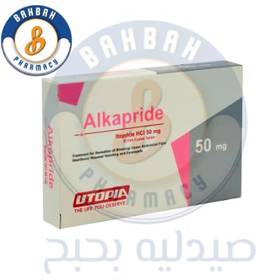 BAHBAH
PHARMACY
Alkapride
Itopride HCl 50 mg
50 mg
UTOPIA
THE LIFE YOU DESERVE
صيدليه بحبح